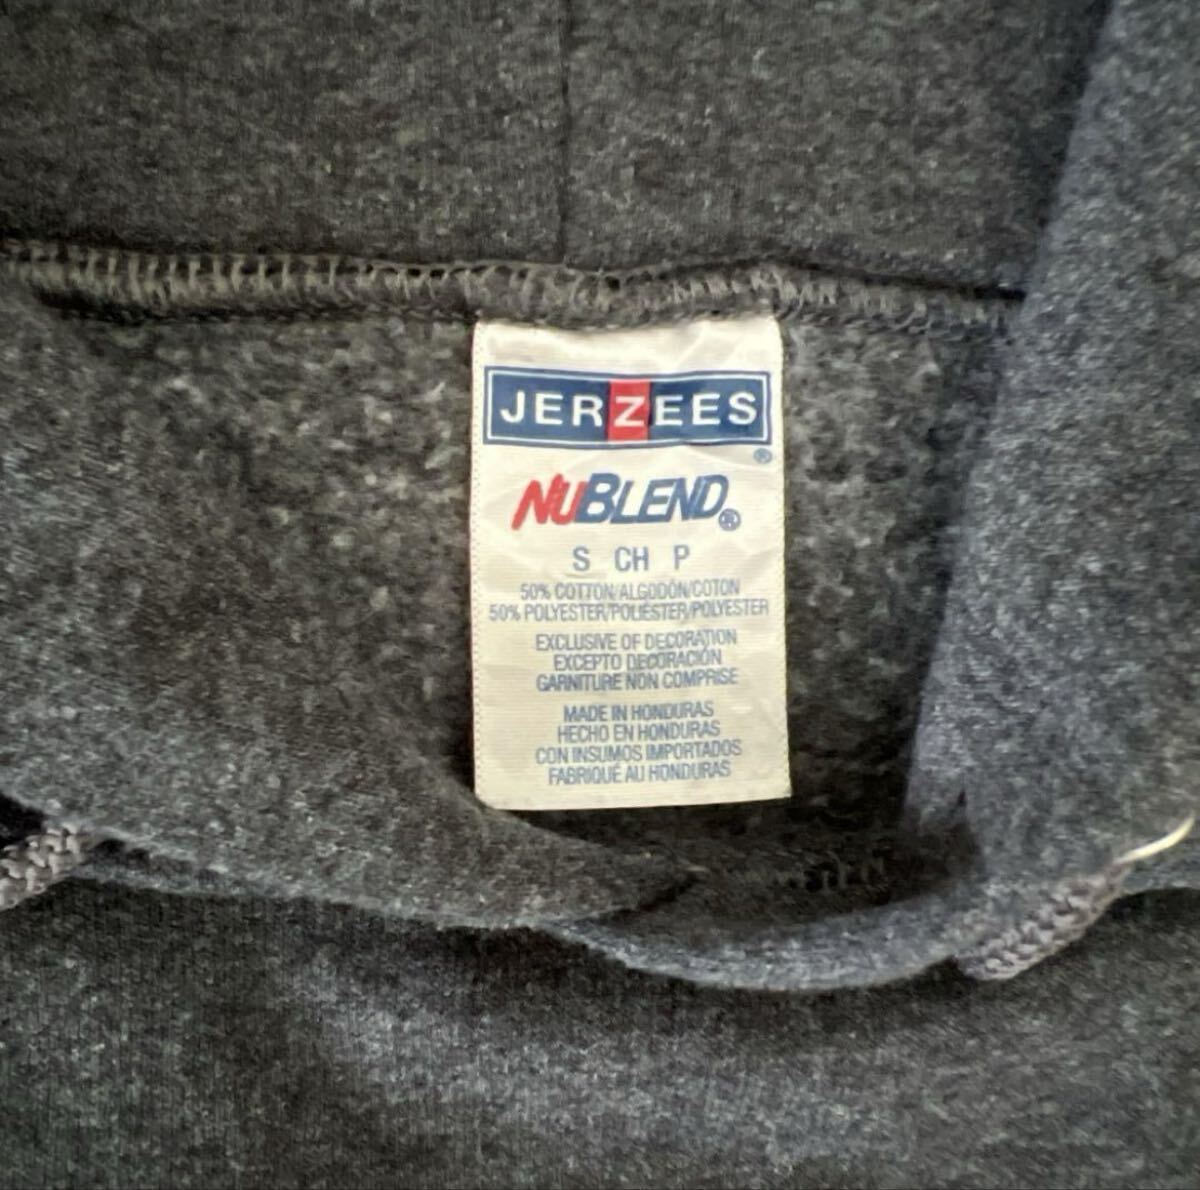 JERZEES®
NUBLEND®
S CH P
50% COTTON/ALGODÓN/COTON
50% POLYESTER/POLIÉSTER/POLYESTER
EXCLUSIVE OF DECORATION
EXCEPTO DECORACIÓN
GARNITURE NON COMPRISE
MADE IN HONDURAS
HECHO EN HONDURAS
CON INSUMOS IMPORTADOS
FABRIQUÉ AU HONDURAS